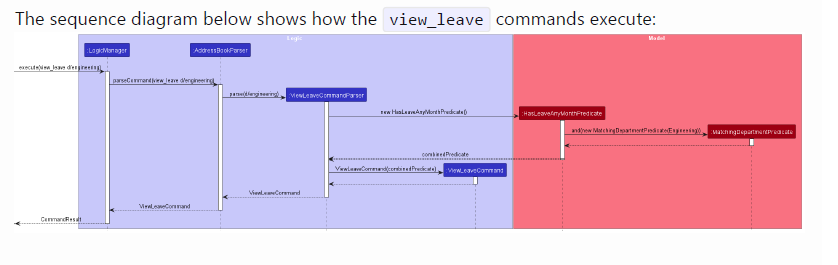 The sequence diagram below shows how the view_leave commands execute:
Logic
Model
:LogicManager
:AddressBookParser
execute(view_leave d/engineering)
parseCommand(view_leave d/engineering)
parse(d/engineering)
:ViewLeaveCommandParser
new HasLeaveAnyMonthPredicate()
:HasLeaveAnyMonthPredicate
and(new MatchingDepartmentPredicate(Engineering))
:MatchingDepartmentPredicate
combinedPredicate
ViewLeaveCommand(combinedPredicate)
:ViewLeaveCommand
ViewLeaveCommand
ViewLeaveCommand
CommandResult